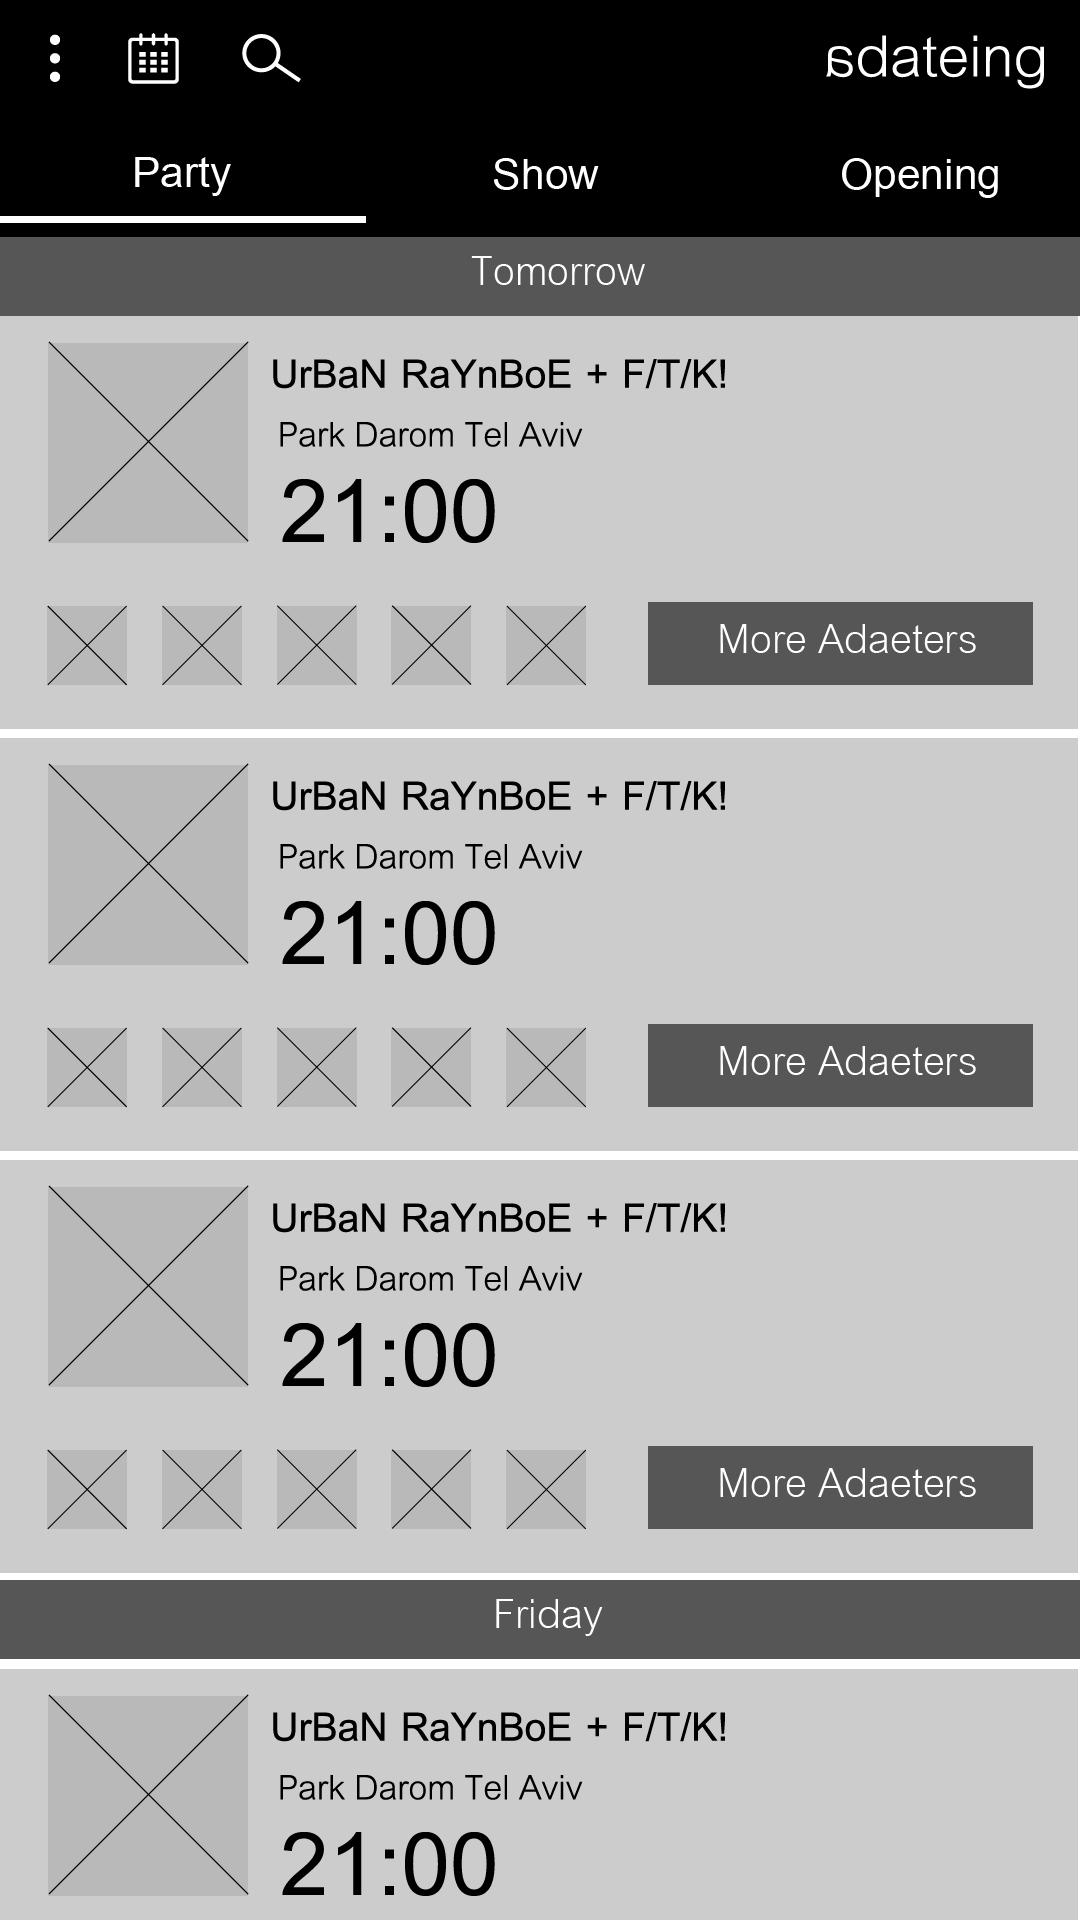 adateing
Party Show Opening
Tomorrow
UrBaN RaYnBoE + F/T/K!
Park Darom Tel Aviv
21:00
More Adaeters
UrBaN RaYnBoE + F/T/K!
Park Darom Tel Aviv
21:00
More Adaeters
UrBaN RaYnBoE + F/T/K!
Park Darom Tel Aviv
21:00
More Adaeters
Friday
UrBaN RaYnBoE + F/T/K!
Park Darom Tel Aviv
21:00